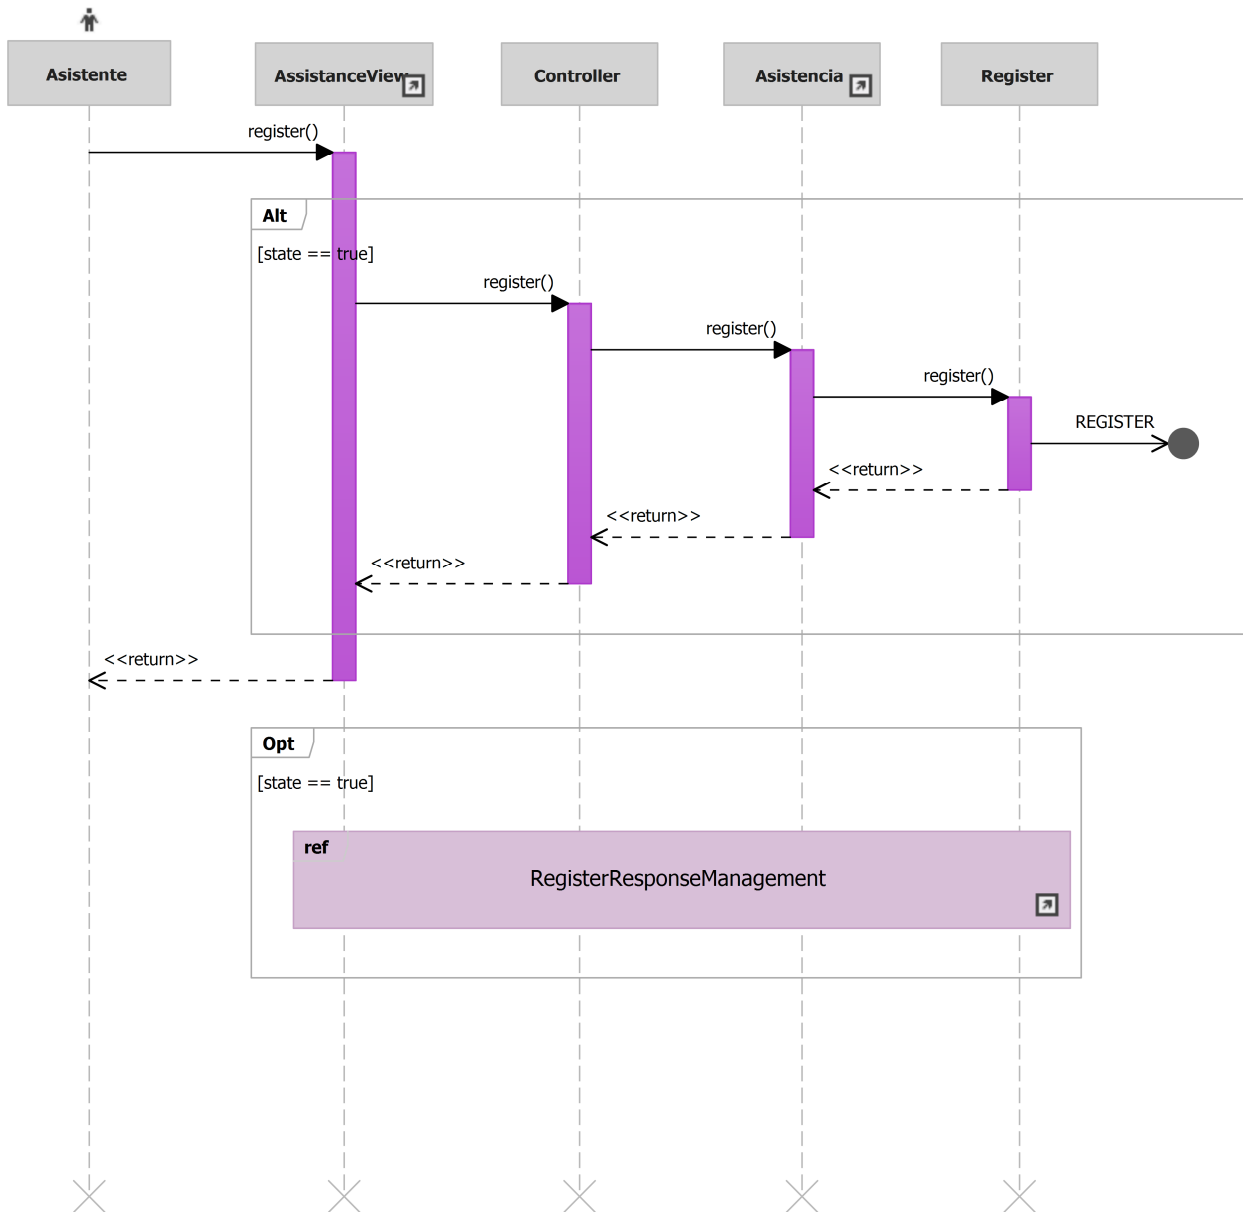 Asistente
AssistanceView
Controller
Asistencia
Register
register()
Alt
[state == true]
register()
register()
register()
REGISTER
<<return>>
<<return>>
<<return>>
<<return>>
Opt
[state == true]
ref
RegisterResponseManagement